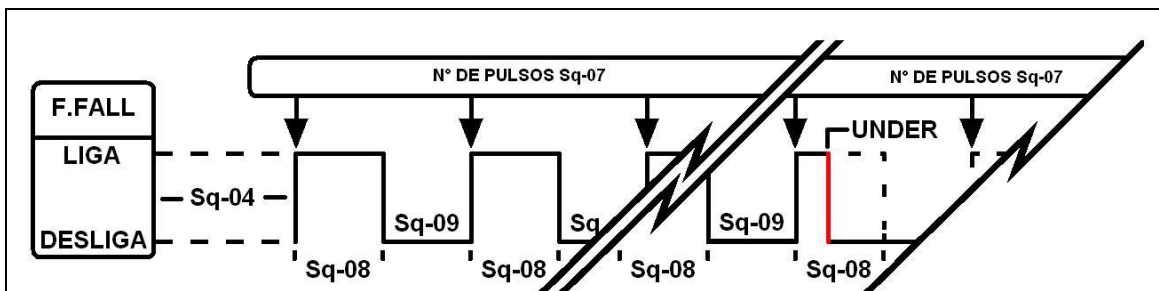 N° DE PULSOS Sq-07 N° DE PULSOS Sq-07
F.FALL
UNDER
LIGA
Sq-04
Sq-09 Sq Sq-09
DESLIGA
Sq-08 Sq-08 Sq-08 Sq-08